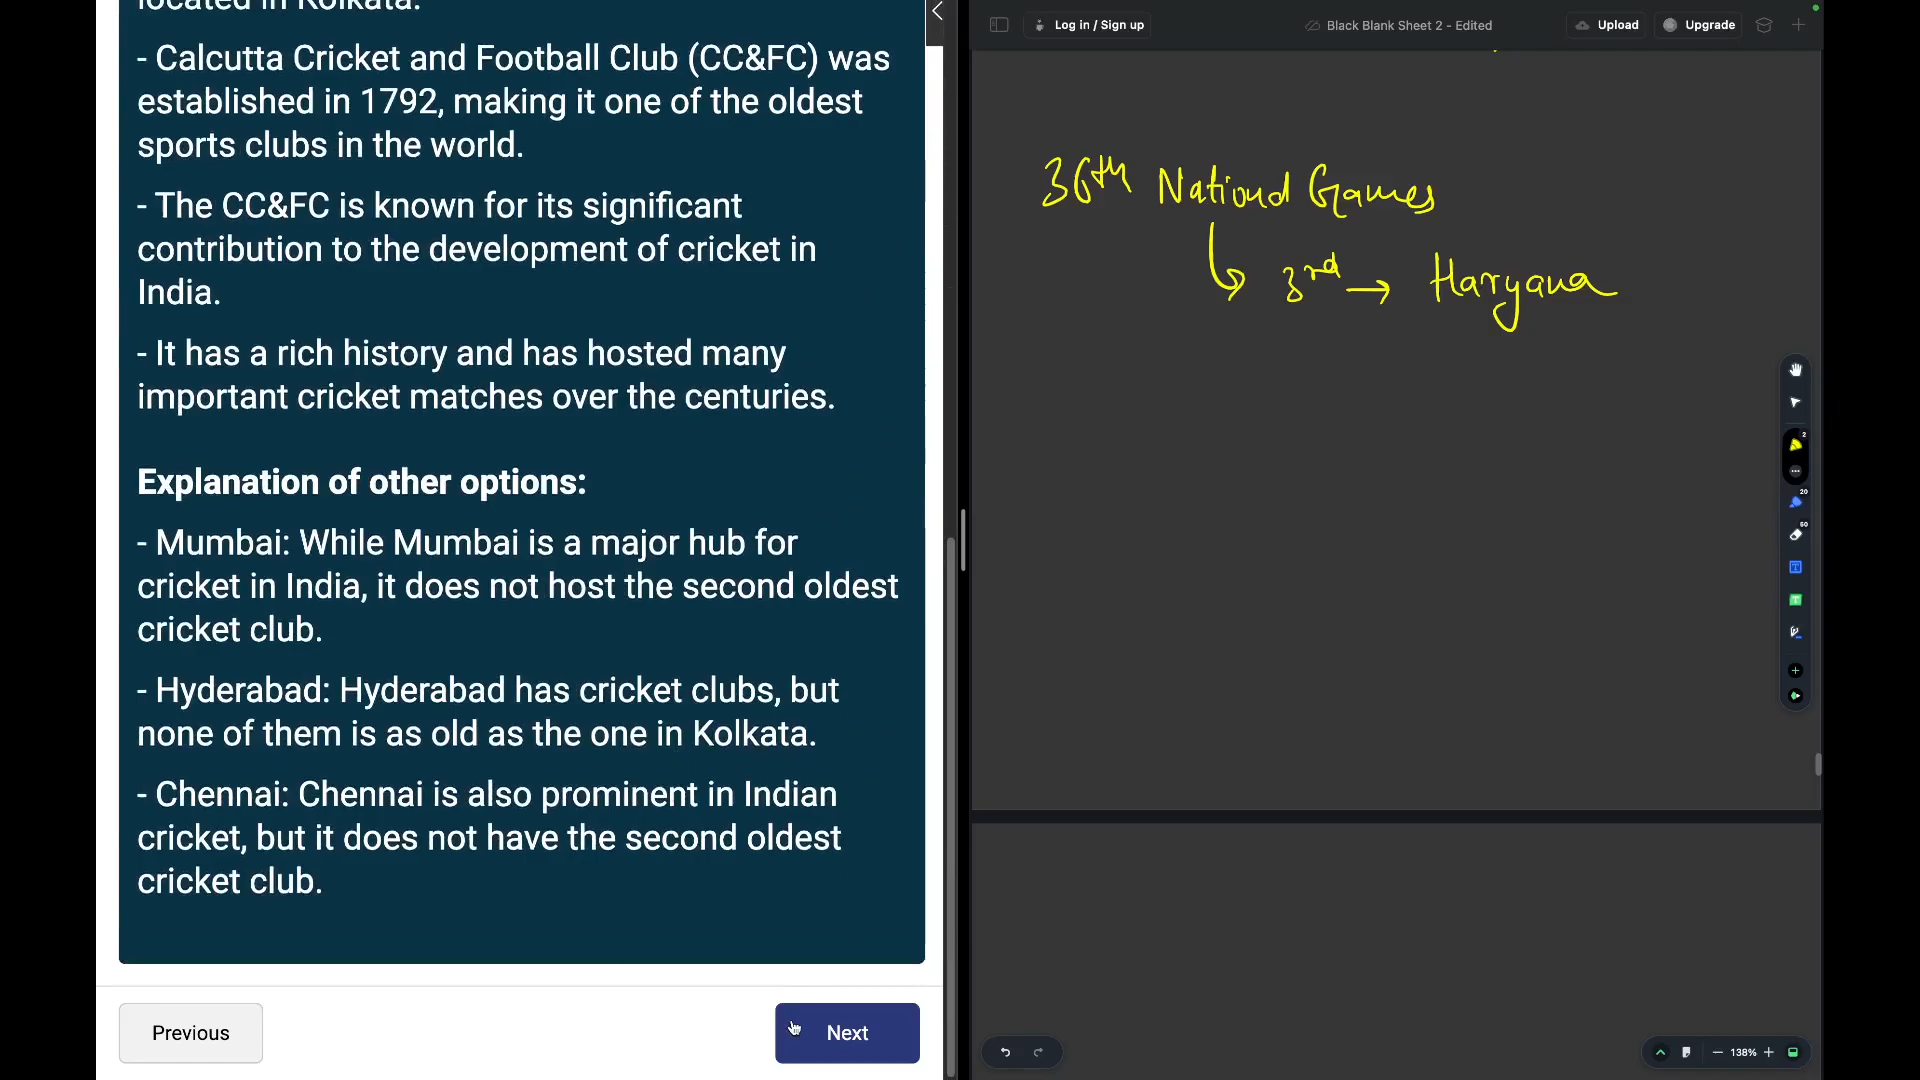 located in Kolkata.
- Calcutta Cricket and Football Club (CC&FC) was
established in 1792, making it one of the oldest
sports clubs in the world.
- The CC&FC is known for its significant
contribution to the development of cricket in
India.
- It has a rich history and has hosted many
important cricket matches over the centuries.
Explanation of other options:
- Mumbai: While Mumbai is a major hub for
cricket in India, it does not host the second oldest
cricket club.
- Hyderabad: Hyderabad has cricket clubs, but
none of them is as old as the one in Kolkata.
- Chennai: Chennai is also prominent in Indian
cricket, but it does not have the second oldest
cricket club.
Previous
Next
Log in / Sign up
Black Blank Sheet 2 - Edited
Upload
Upgrade
36th National Games
3rd → Haryana
2
20
50
138%